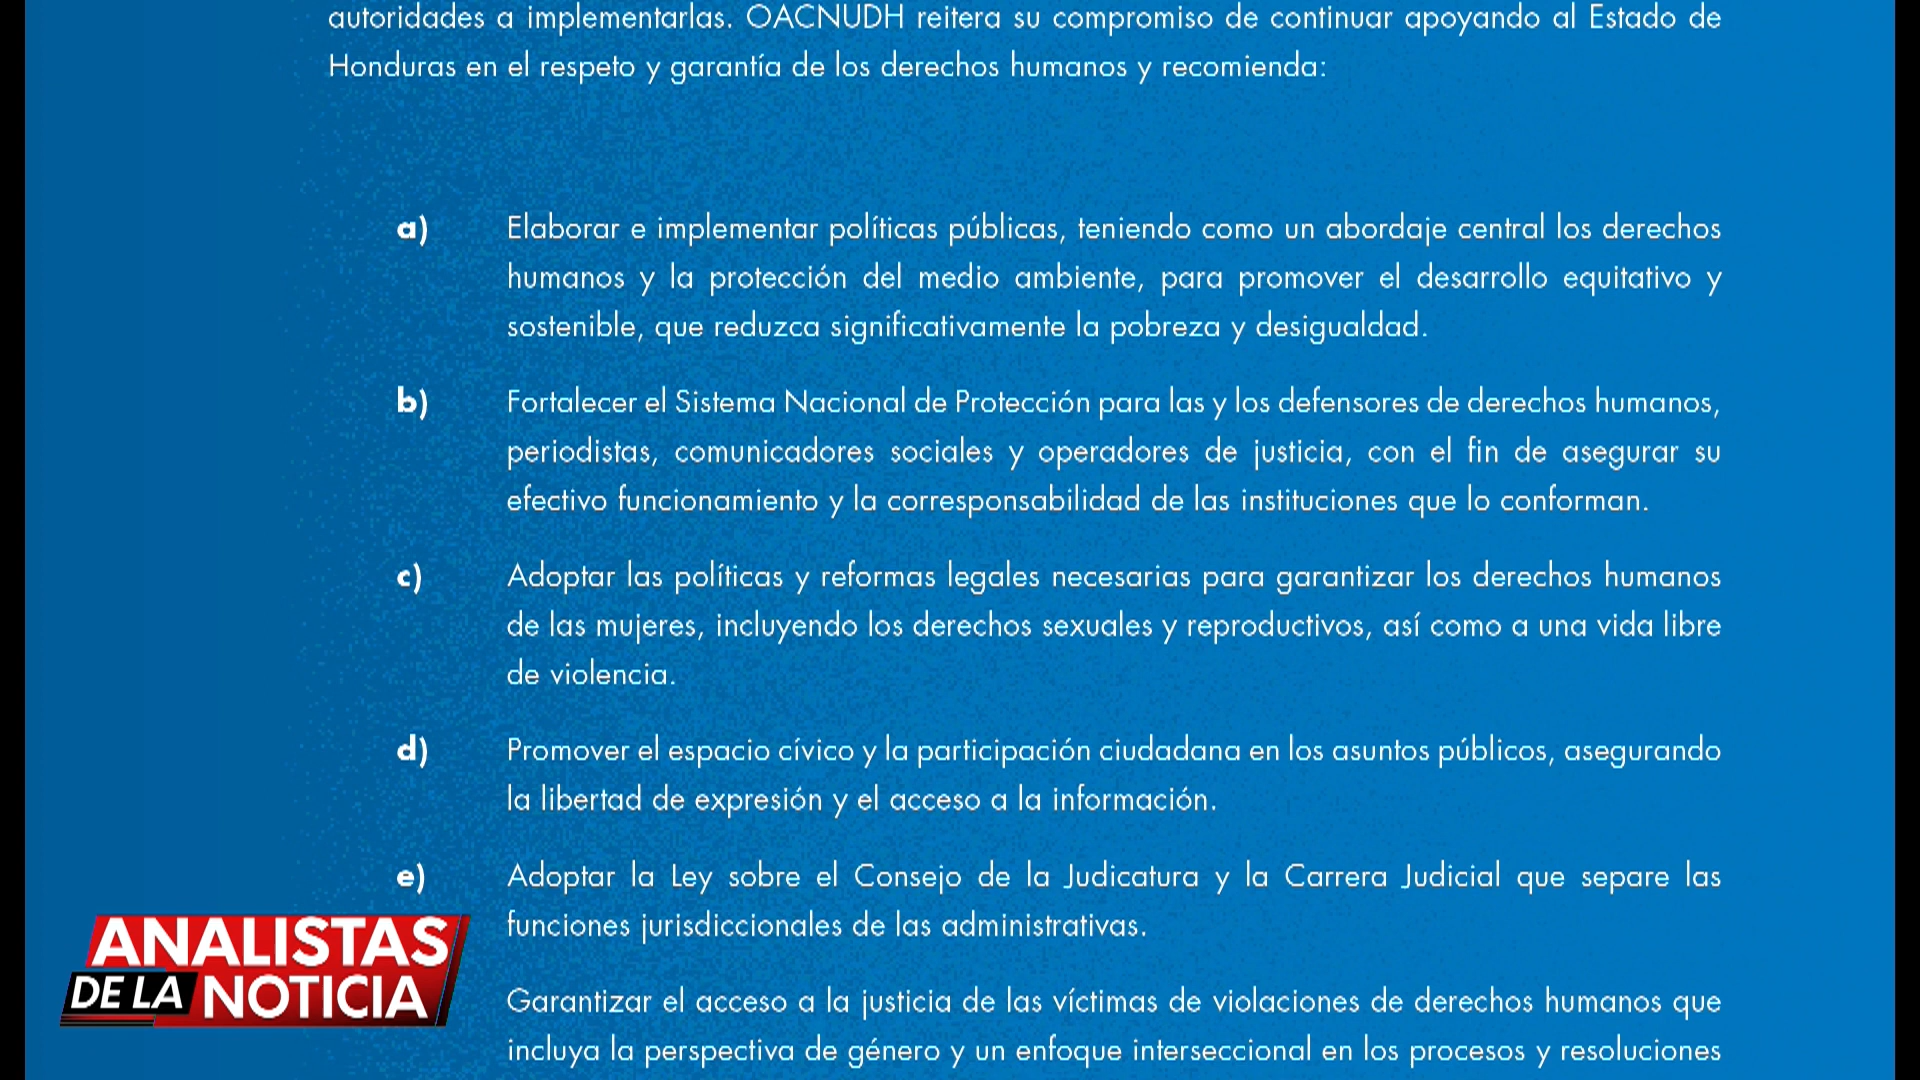 autoridades a implementarlas. OACNUDH reitera su compromiso de continuar apoyando al Estado de
Honduras en el respeto y garantía de los derechos humanos y recomienda:
a) Elaborar e implementar políticas públicas, teniendo como un abordaje central los derechos
humanos y la protección del medio ambiente, para promover el desarrollo equitativo y
sostenible, que reduzca significativamente la pobreza y desigualdad.
b) Fortalecer el Sistema Nacional de Protección para las y los defensores de derechos humanos,
periodistas, comunicadores sociales y operadores de justicia, con el fin de asegurar su
efectivo funcionamiento y la corresponsabilidad de las instituciones que lo conforman.
c) Adoptar las políticas y reformas legales necesarias para garantizar los derechos humanos
de las mujeres, incluyendo los derechos sexuales y reproductivos, así como a una vida libre
de violencia.
d) Promover el espacio cívico y la participación ciudadana en los asuntos públicos, asegurando
la libertad de expresión y el acceso a la información.
e) Adoptar la Ley sobre el Consejo de la Judicatura y la Carrera Judicial que separe las
funciones jurisdiccionales de las administrativas.
Garantizar el acceso a la justicia de las víctimas de violaciones de derechos humanos que
incluya la perspectiva de género y un enfoque interseccional en los procesos y resoluciones
ANALISTAS
DE LA NOTICIA